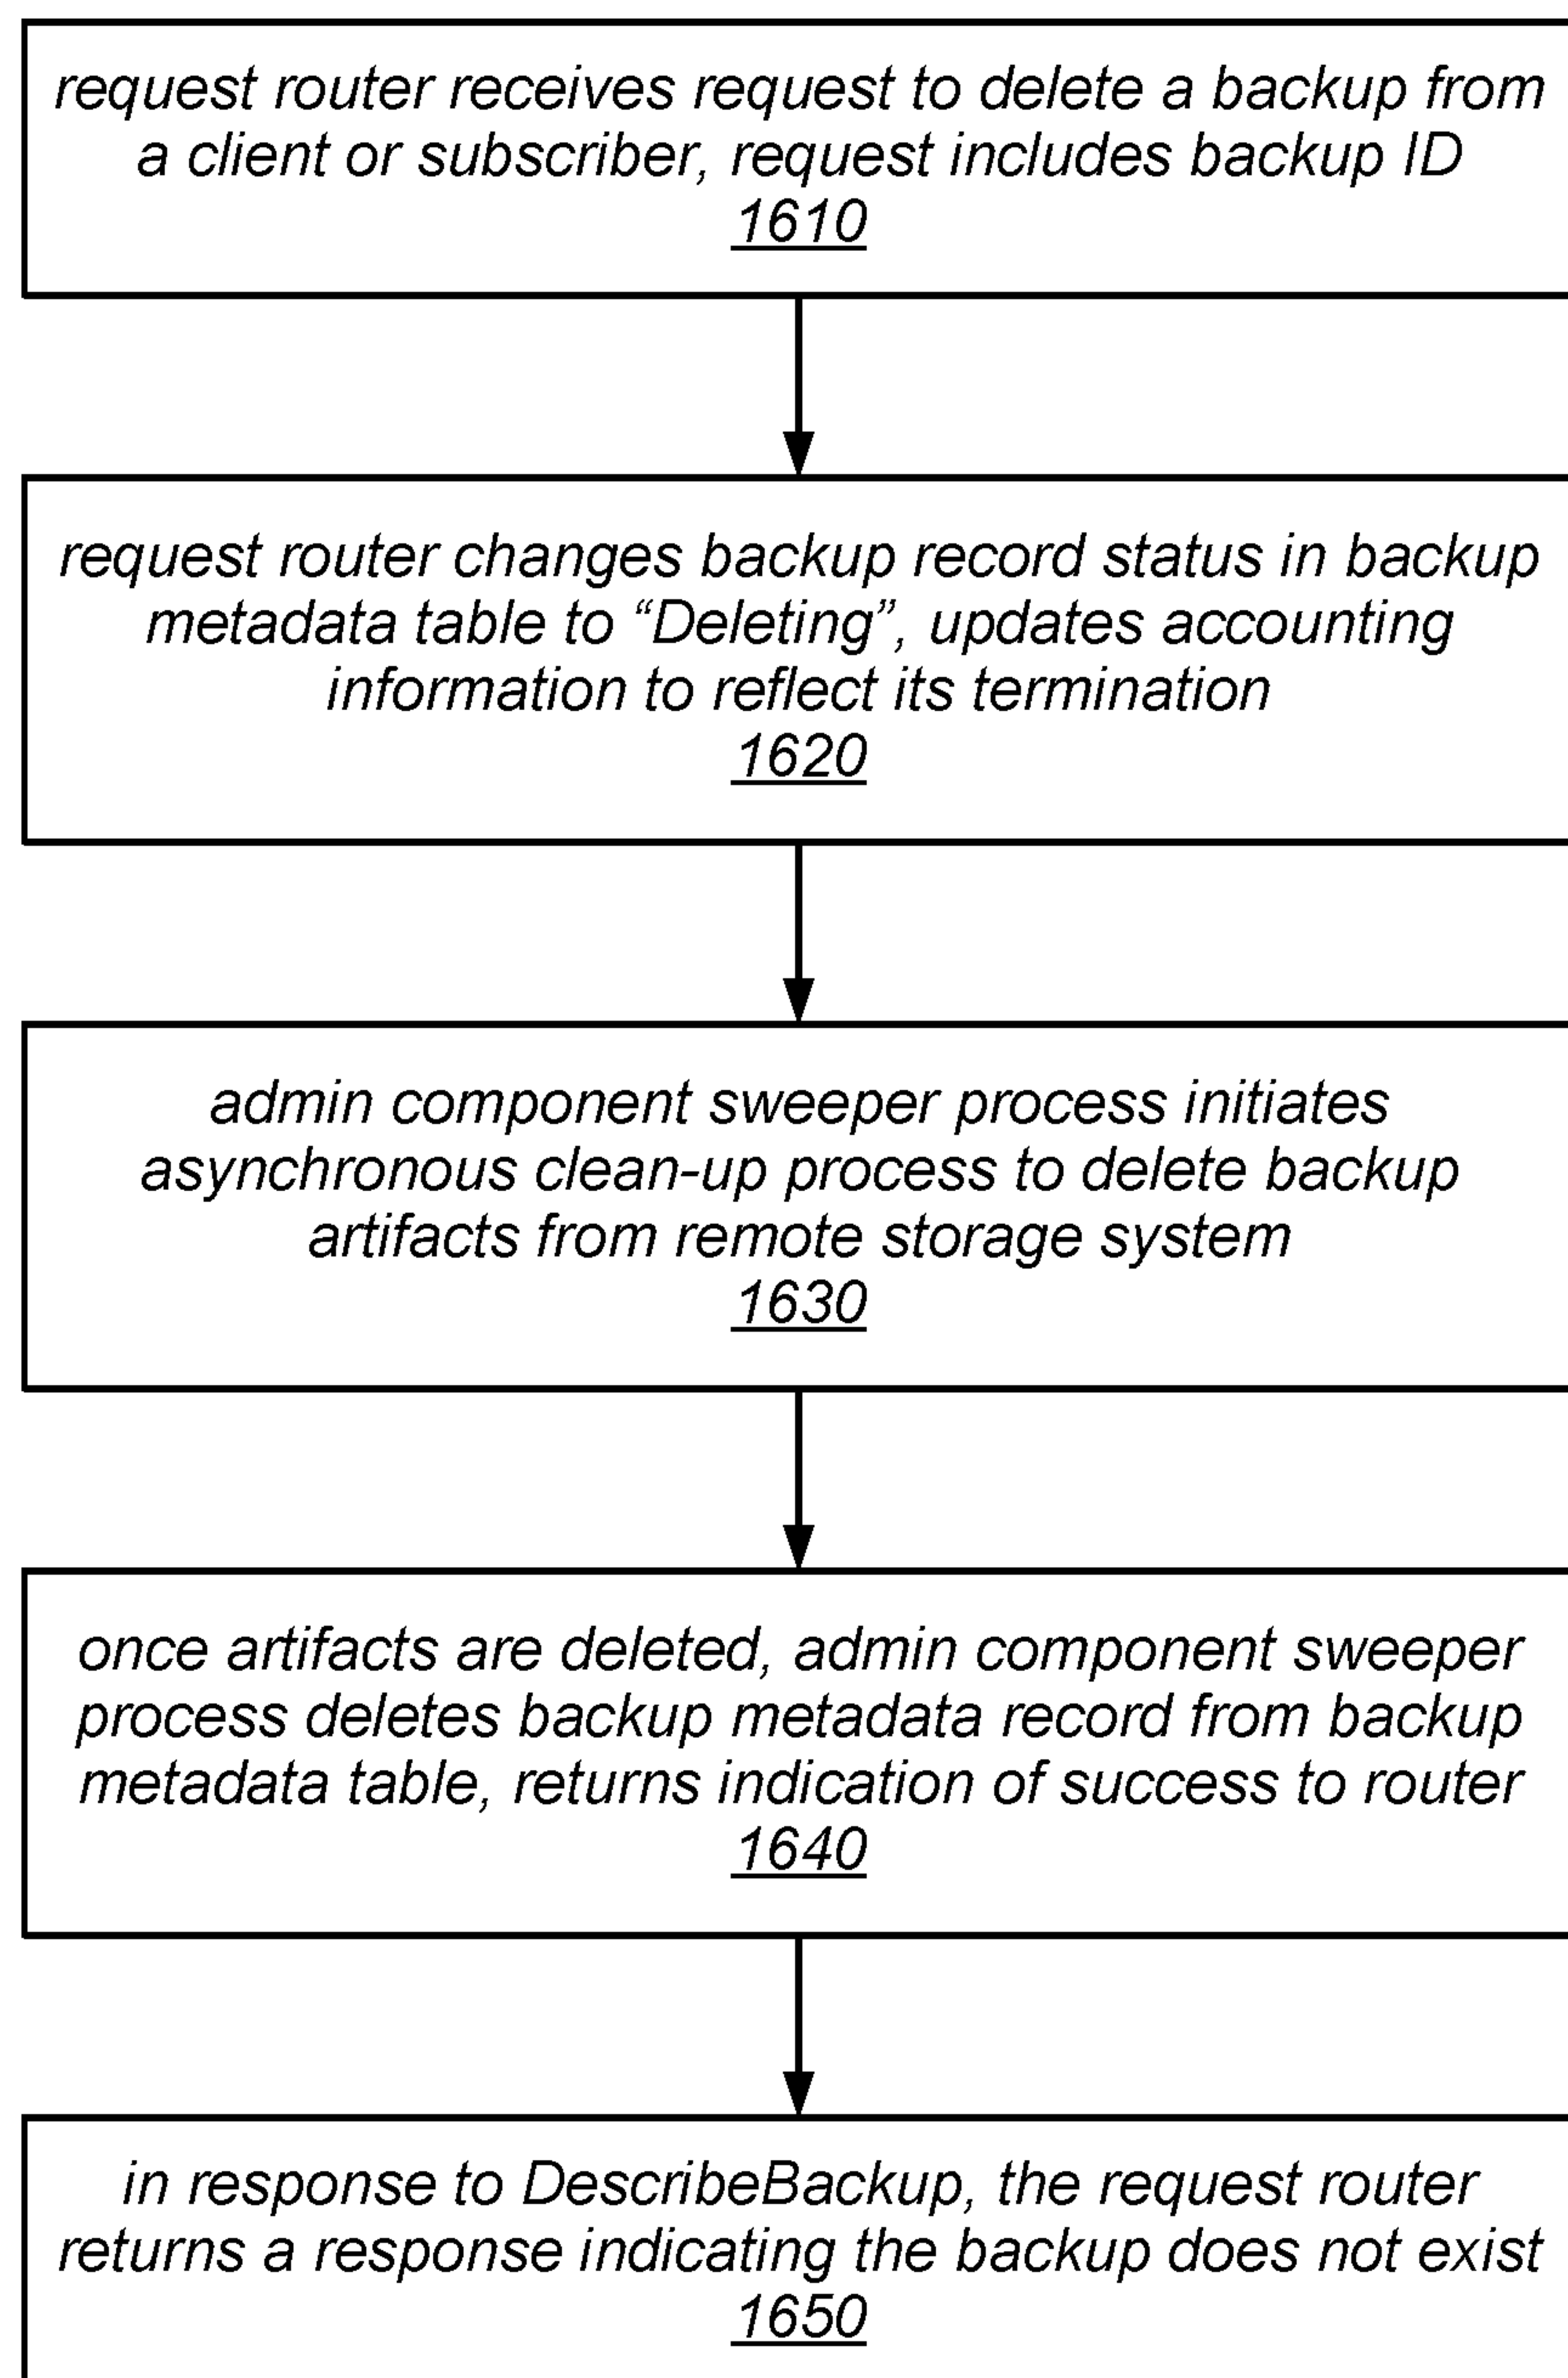 request router receives request to delete a backup from
a client or subscriber, request includes backup ID
1610
request router changes backup record status in backup
metadata table to “Deleting”, updates accounting
information to reflect its termination
1620
admin component sweeper process initiates
asynchronous clean-up process to delete backup
artifacts from remote storage system
1630
once artifacts are deleted, admin component sweeper
process deletes backup metadata record from backup
metadata table, returns indication of success to router
1640
in response to DescribeBackup, the request router
returns a response indicating the backup does not exist
1650